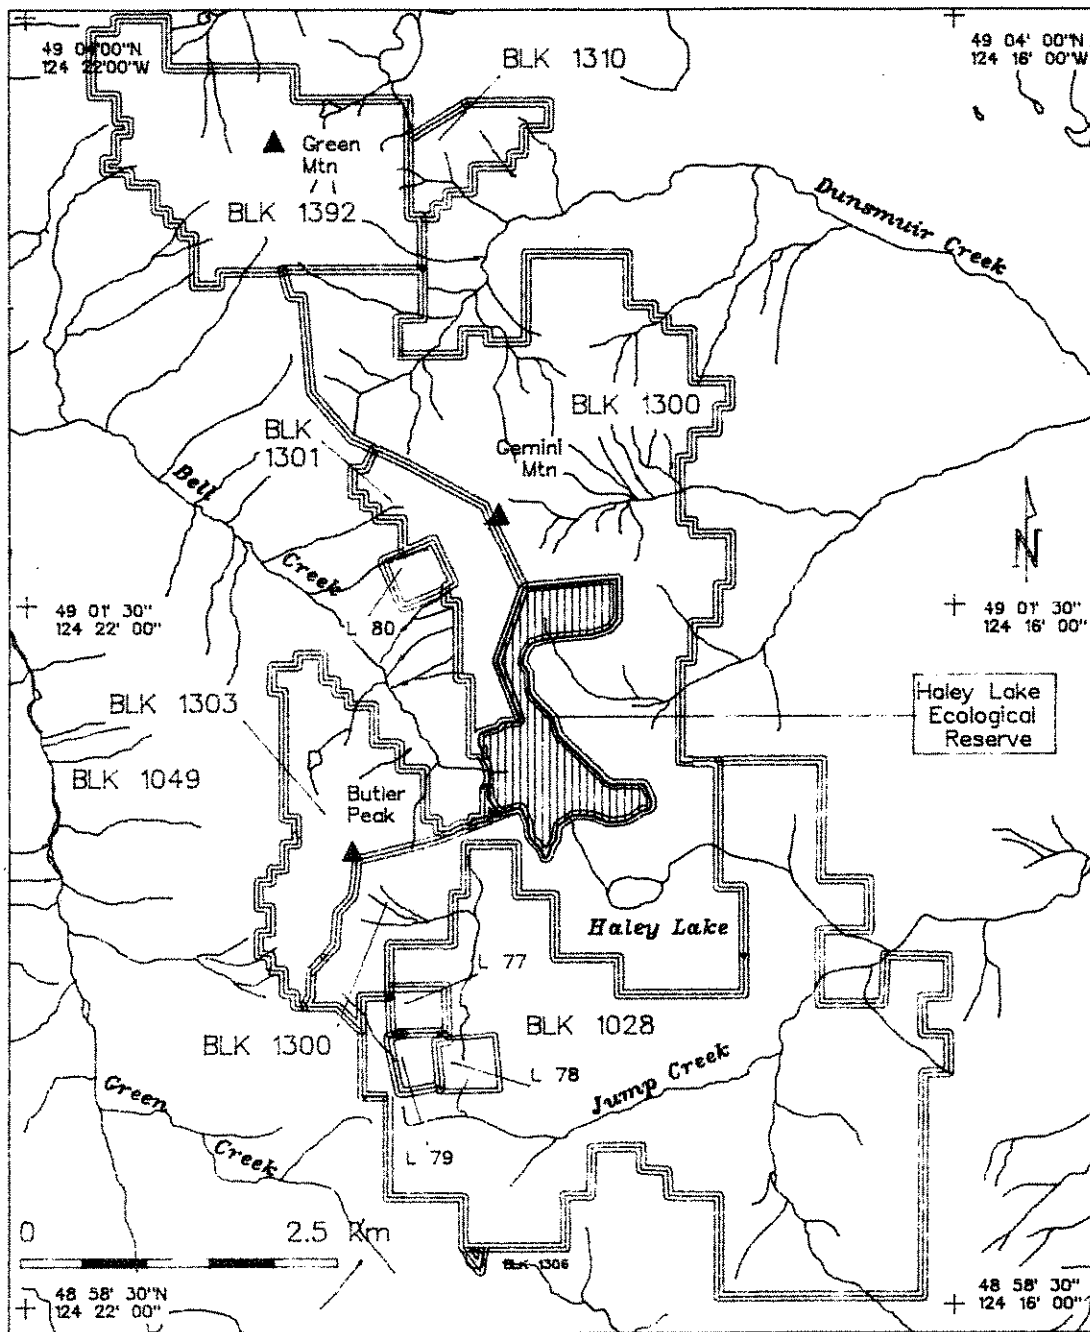 49 04'00"N
124 22'00"W
BLK 1310
49 04' 00"N
124 16' 00"W
Green
Mtn
BLK 1392
Dunsmuir Creek
BLK 1300
BLK
1301
Gemini
Mtn
Bell
Creek
N
49 01' 30"
124 22' 00"
L 80
49 01' 30"
124 16' 00"
BLK 1303
Haley Lake
Ecological
Reserve
BLK 1049
Butler
Peak
Haley Lake
L 77
BLK 1300
BLK 1028
L 78
Jump Creek
Green
Creek
L 79
0 2.5 Km
BLK 1306
48 58' 30"N
124 22' 00"
48 58' 30"
124 16' 00"